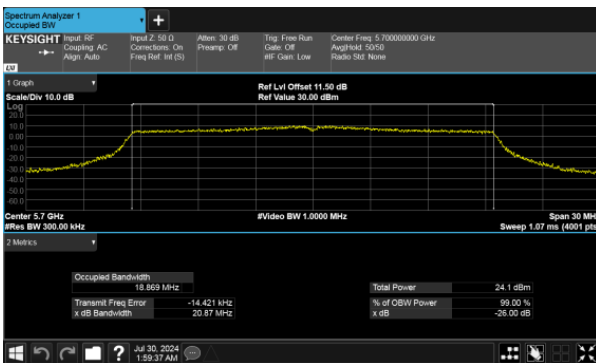 Spectrum Analyzer 1
Occupied BW
KEYSIGHT
Input: RF
Coupling: AC
Align: Auto
Input Z: 50 Ω
Corrections: On
Freq Ref: Int (S)
Atten: 30 dB
Preamp: Off
Trig: Free Run
Gate: Off
#IF Gain: Low
Center Freq: 5.700000000 GHz
Avg|Hold: 50/50
Radio Std: None
LXI
1 Graph
Scale/Div 10.0 dB
Ref Lvl Offset 11.50 dB
Ref Value 30.00 dBm
Log
20.0
10.0
0.00
-10.0
-20.0
-30.0
-40.0
-50.0
-60.0
Center 5.7 GHz
#Res BW 300.00 kHz
#Video BW 1.0000 MHz
Span 30 MH
Sweep 1.07 ms (4001 pts
2 Metrics
Occupied Bandwidth
18.869 MHz
Total Power 24.1 dBm
Transmit Freq Error -14.421 kHz
% of OBW Power 99.00 %
x dB Bandwidth 20.87 MHz
x dB -26.00 dB
?
Jul 30, 2024
1:59:37 AM